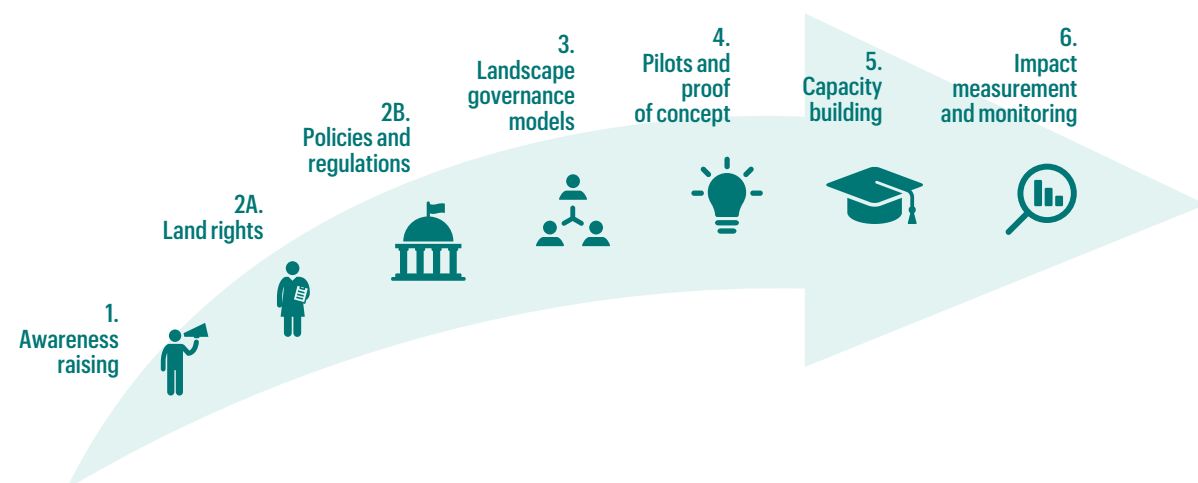 1.
Awareness
raising
2A.
Land rights
2B.
Policies and
regulations
3.
Landscape
governance
models
4.
Pilots and
proof
of concept
5.
Capacity
building
6.
Impact
measurement
and monitoring